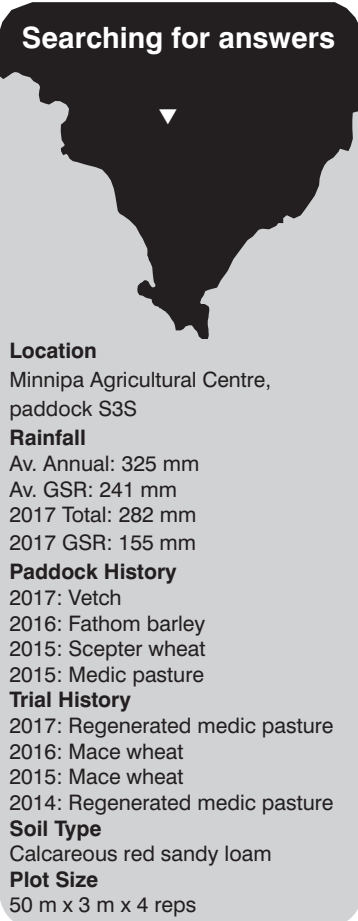 Searching for answers
Location
Minnipa Agricultural Centre,
paddock S3S
Rainfall
Av. Annual: 325 mm
Av. GSR: 241 mm
2017 Total: 282 mm
2017 GSR: 155 mm
Paddock History
2017: Vetch
2016: Fathom barley
2015: Scepter wheat
2015: Medic pasture
Trial History
2017: Regenerated medic pasture
2016: Mace wheat
2015: Mace wheat
2014: Regenerated medic pasture
Soil Type
Calcareous red sandy loam
Plot Size
50 m x 3 m x 4 reps